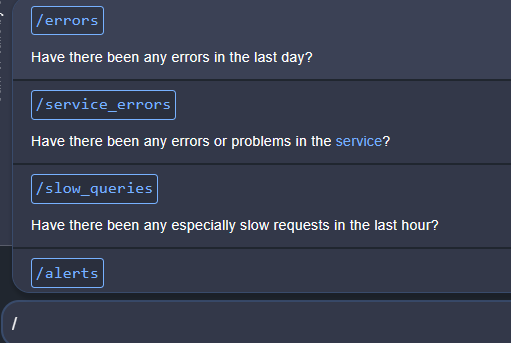 /errors
Have there been any errors in the last day?
/service_errors
Have there been any errors or problems in the service?
/slow_queries
Have there been any especially slow requests in the last hour?
/alerts
/